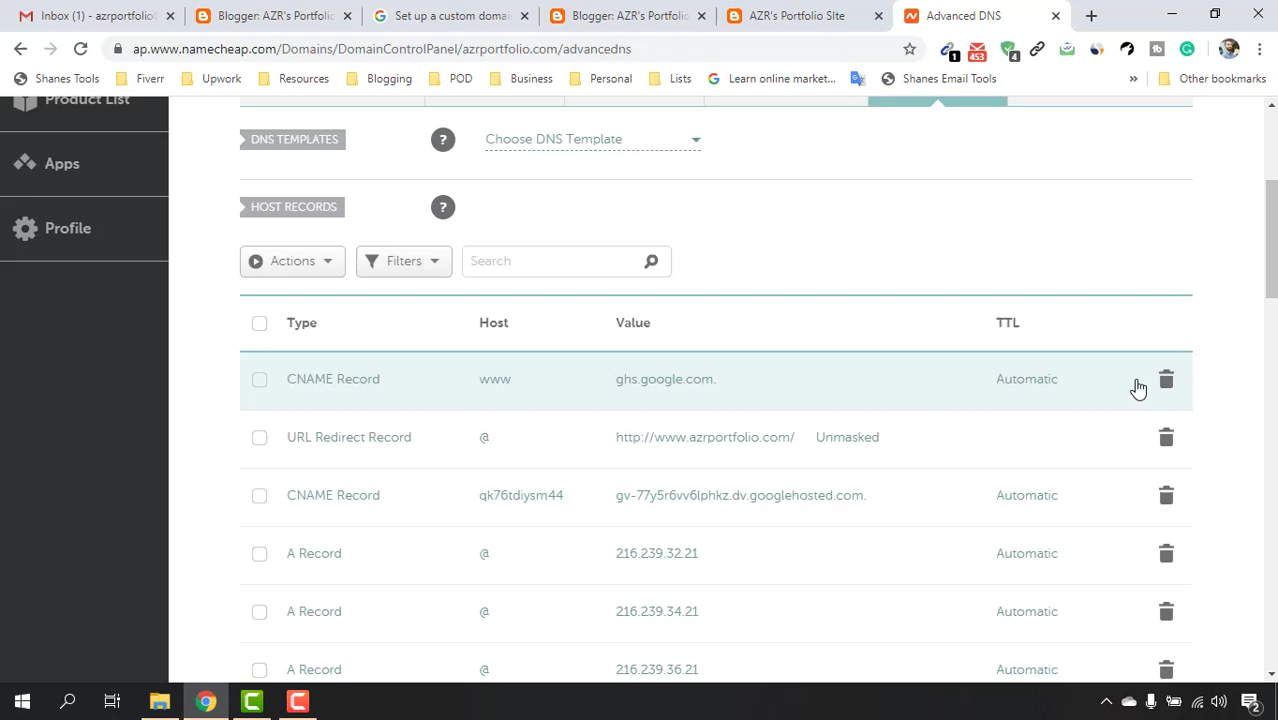 Inbox (1) - azrportfolio@
Blogger: AZR's Portfolio
Set up a custom domain
Blogger: AZR's Portfolio
AZR's Portfolio SIte
Advanced DNS
ap.www.namecheap.com/Domains/DomainControlPanel/azrportfolio.com/advancedns
1
453
4
Shanes Tools
Fiverr
Upwork
Resources
Blogging
POD
Business
Personal
Lists
Learn online market...
Shanes Email Tools
»
Other bookmarks
Product List
Apps
Profile
DNS TEMPLATES
?
Choose DNS Template
HOST RECORDS
?
Actions
Filters
Search
Type Host Value TTL
CNAME Record www ghs.google.com. Automatic
URL Redirect Record @ http://www.azrportfolio.com/ Unmasked
CNAME Record qk76tdiysm44 gv-77y5r6vv6lphkz.dv.googlehosted.com. Automatic
A Record @ 216.239.32.21 Automatic
A Record @ 216.239.34.21 Automatic
A Record @ 216.239.36.21 Automatic
2